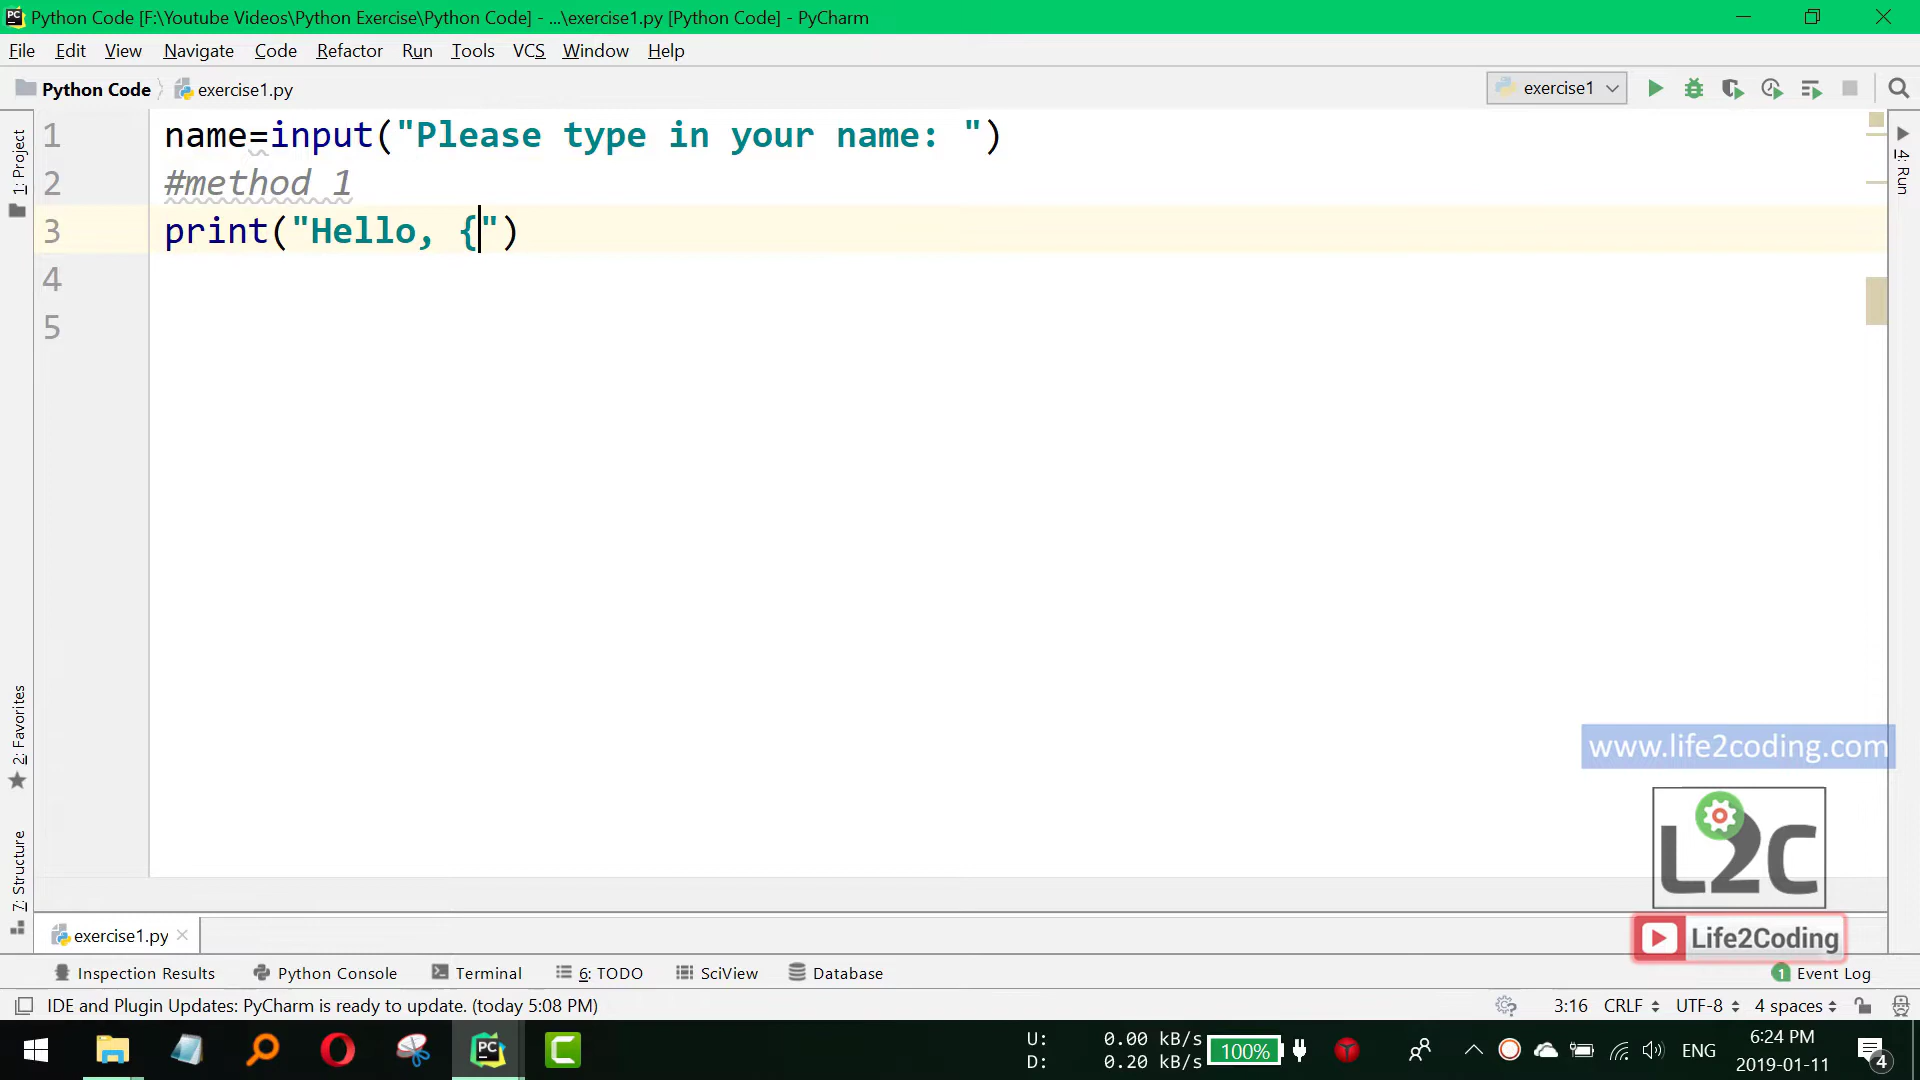 Python Code [F:\Youtube Videos\Python Exercise\Python Code] - ...\exercise1.py [Python Code] - PyCharm
File Edit View Navigate Code Refactor Run Tools VCS Window Help
Python Code exercise1.py exercise1
1: Project
4: Run
1 name=input("Please type in your name: ")
2 #method 1
3 print("Hello, {")
4
5
2: Favorites
7: Structure
www.life2coding.com
L2C
Life2Coding
exercise1.py
Inspection Results Python Console Terminal 6: TODO SciView Database 1 Event Log
IDE and Plugin Updates: PyCharm is ready to update. (today 5:08 PM) 3:16 CRLF UTF-8 4 spaces
PC
C
U: 0.00 kB/s
D: 0.20 kB/s
100%
ENG
6:24 PM
2019-01-11
4